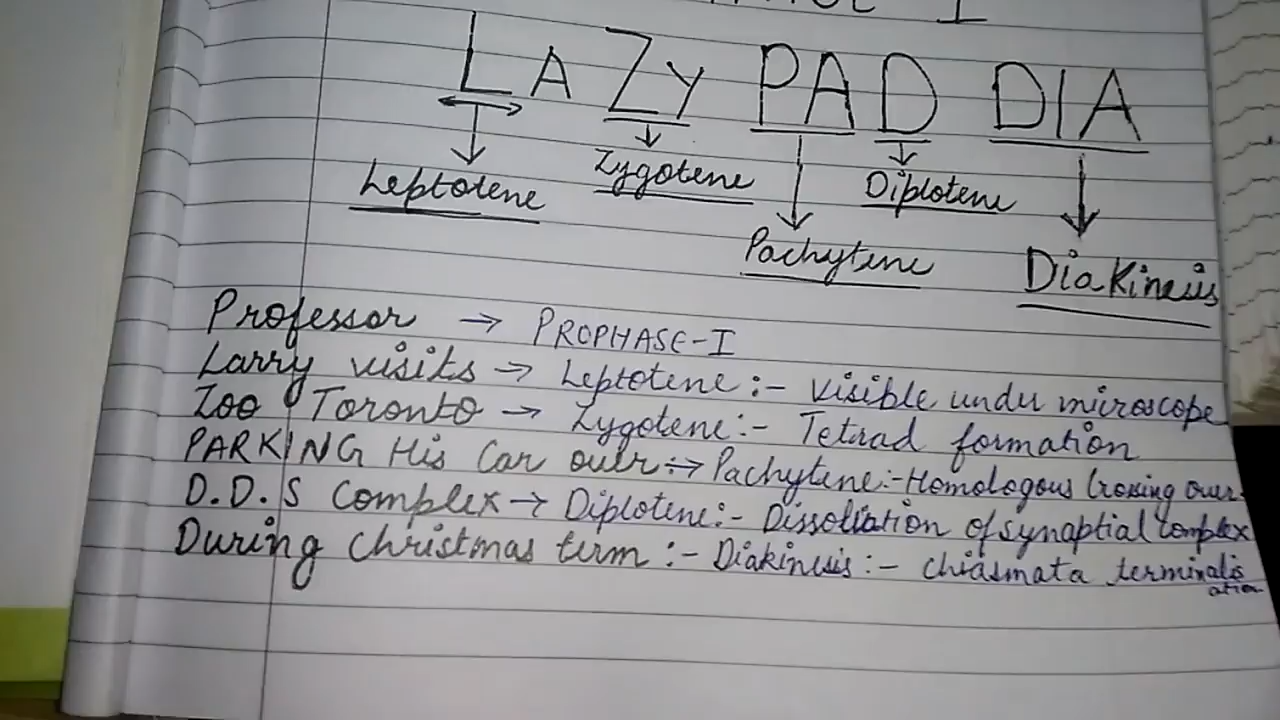 I
LAZY PAD DIA
Leptotene Zygotene Pachytene Diplotene Diakinesis
Professor → PROPHASE-I
Larry visits → Leptotene :- visible under microscope
Zoo Toronto → Zygotene:- Tetrad formation
PARKING His Car over :→ Pachytene:-Homologous Crossing over
D.D.S Complex → Diplotene:- Dissolution of synaptial complex
During christmas term :- Diakinesis :- chiasmata terminalis
ation